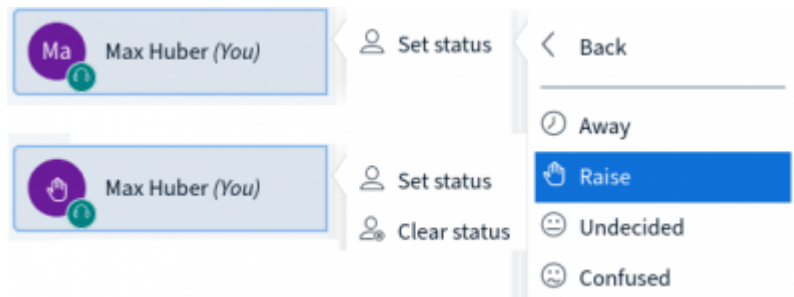 Ma
Max Huber (You)
Set status
Max Huber (You)
Set status
Clear status
Back
Away
Raise
Undecided
Confused